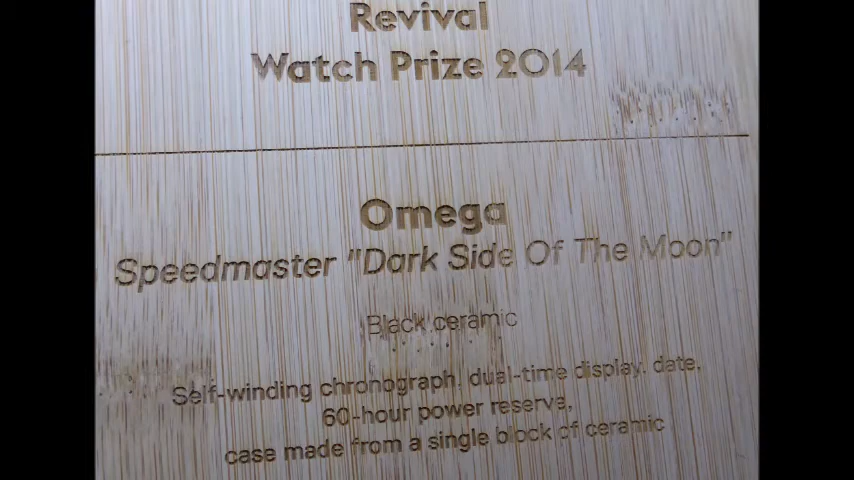 Revival
Watch Prize 2014
Omega
Speedmaster "Dark Side Of The Moon"
Black ceramic
Self-winding chronograph, dual-time display, date,
60-hour power reserve,
case made from a single block of ceramic